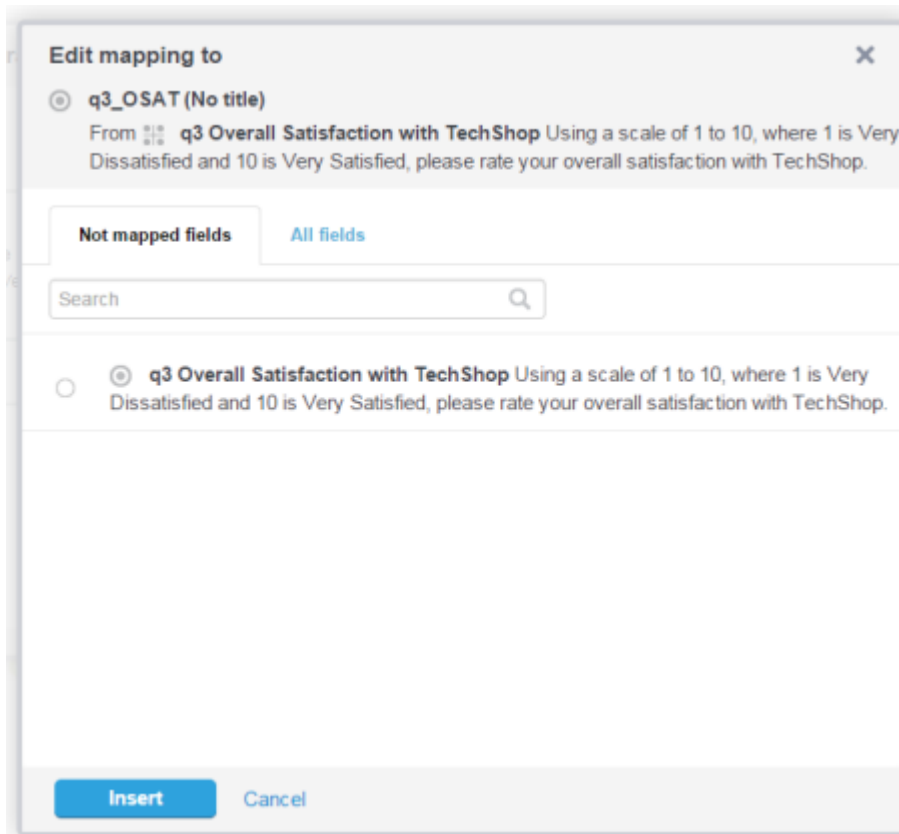 Edit mapping to
q3_OSAT (No title)
From q3 Overall Satisfaction with TechShop Using a scale of 1 to 10, where 1 is Very
Dissatisfied and 10 is Very Satisfied, please rate your overall satisfaction with TechShop.
Not mapped fields
All fields
Search
q3 Overall Satisfaction with TechShop Using a scale of 1 to 10, where 1 is Very
Dissatisfied and 10 is Very Satisfied, please rate your overall satisfaction with TechShop.
Insert
Cancel